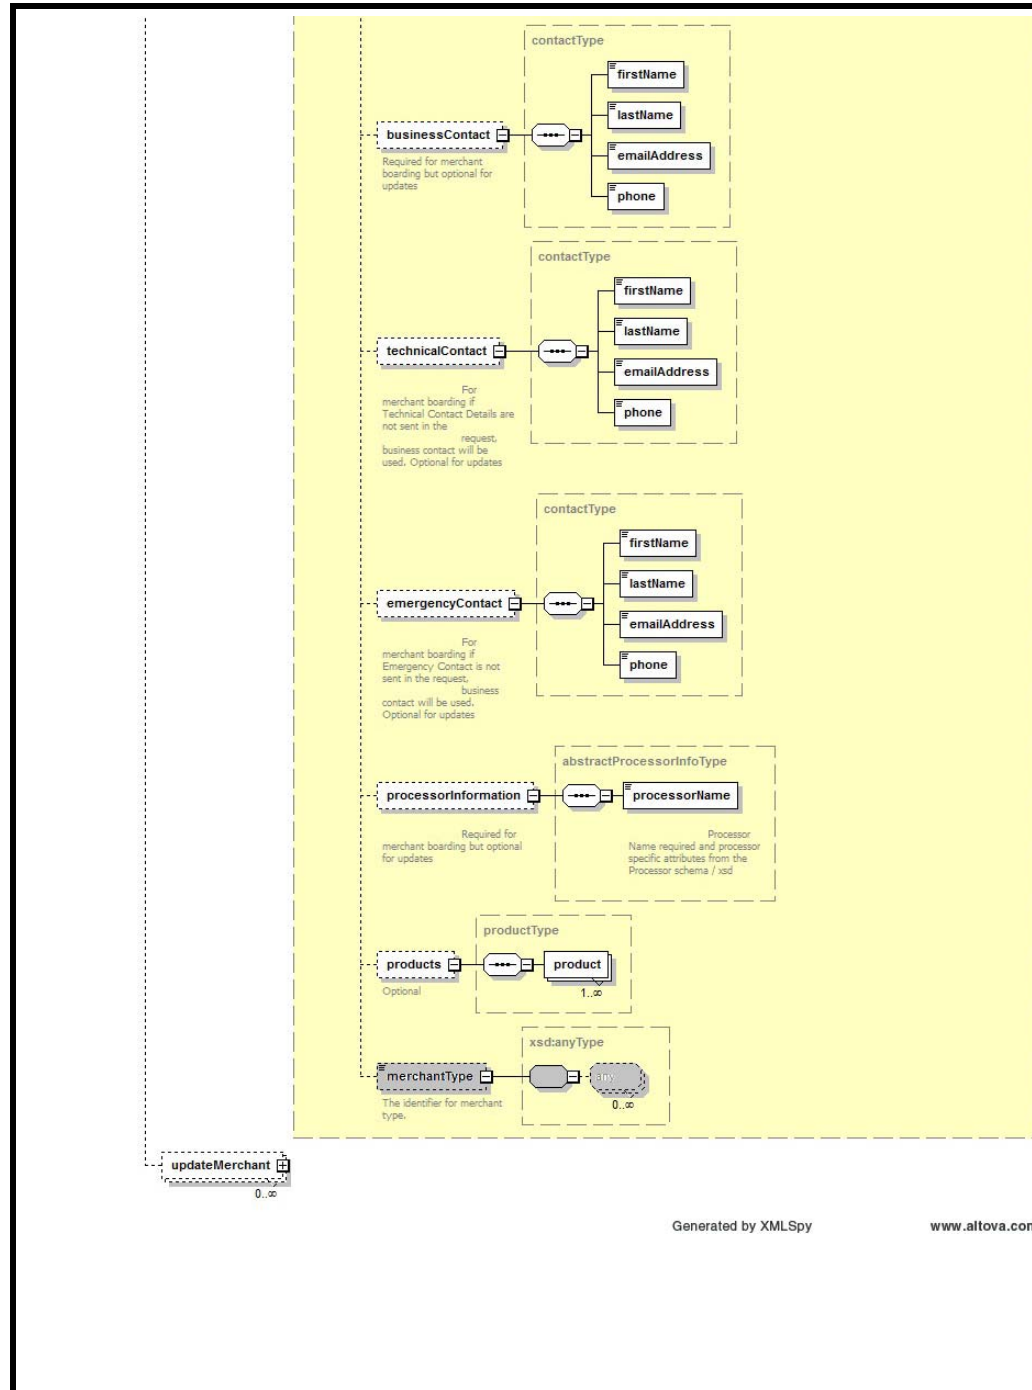 contactType
firstName
lastName
businessContact
emailAddress
Required for merchant
boarding but optional for
updates
phone
contactType
firstName
lastName
technicalContact
emailAddress
For
merchant boarding if
Technical Contact Details are
not sent in the
request,
business contact will be
used. Optional for updates
phone
contactType
firstName
lastName
emergencyContact
emailAddress
For
merchant boarding if
Emergency Contact is not
sent in the request,
business
contact will be used.
Optional for updates
phone
abstractProcessorInfoType
processorInformation
processorName
Required for
merchant boarding but optional
for updates
Processor
Name required and processor
specific attributes from the
Processor schema / xsd
productType
products
product
Optional
1..∞
xsd:anyType
merchantType
any
The identifier for merchant
type.
0..∞
updateMerchant
0..∞
Generated by XMLSpy
www.altova.com